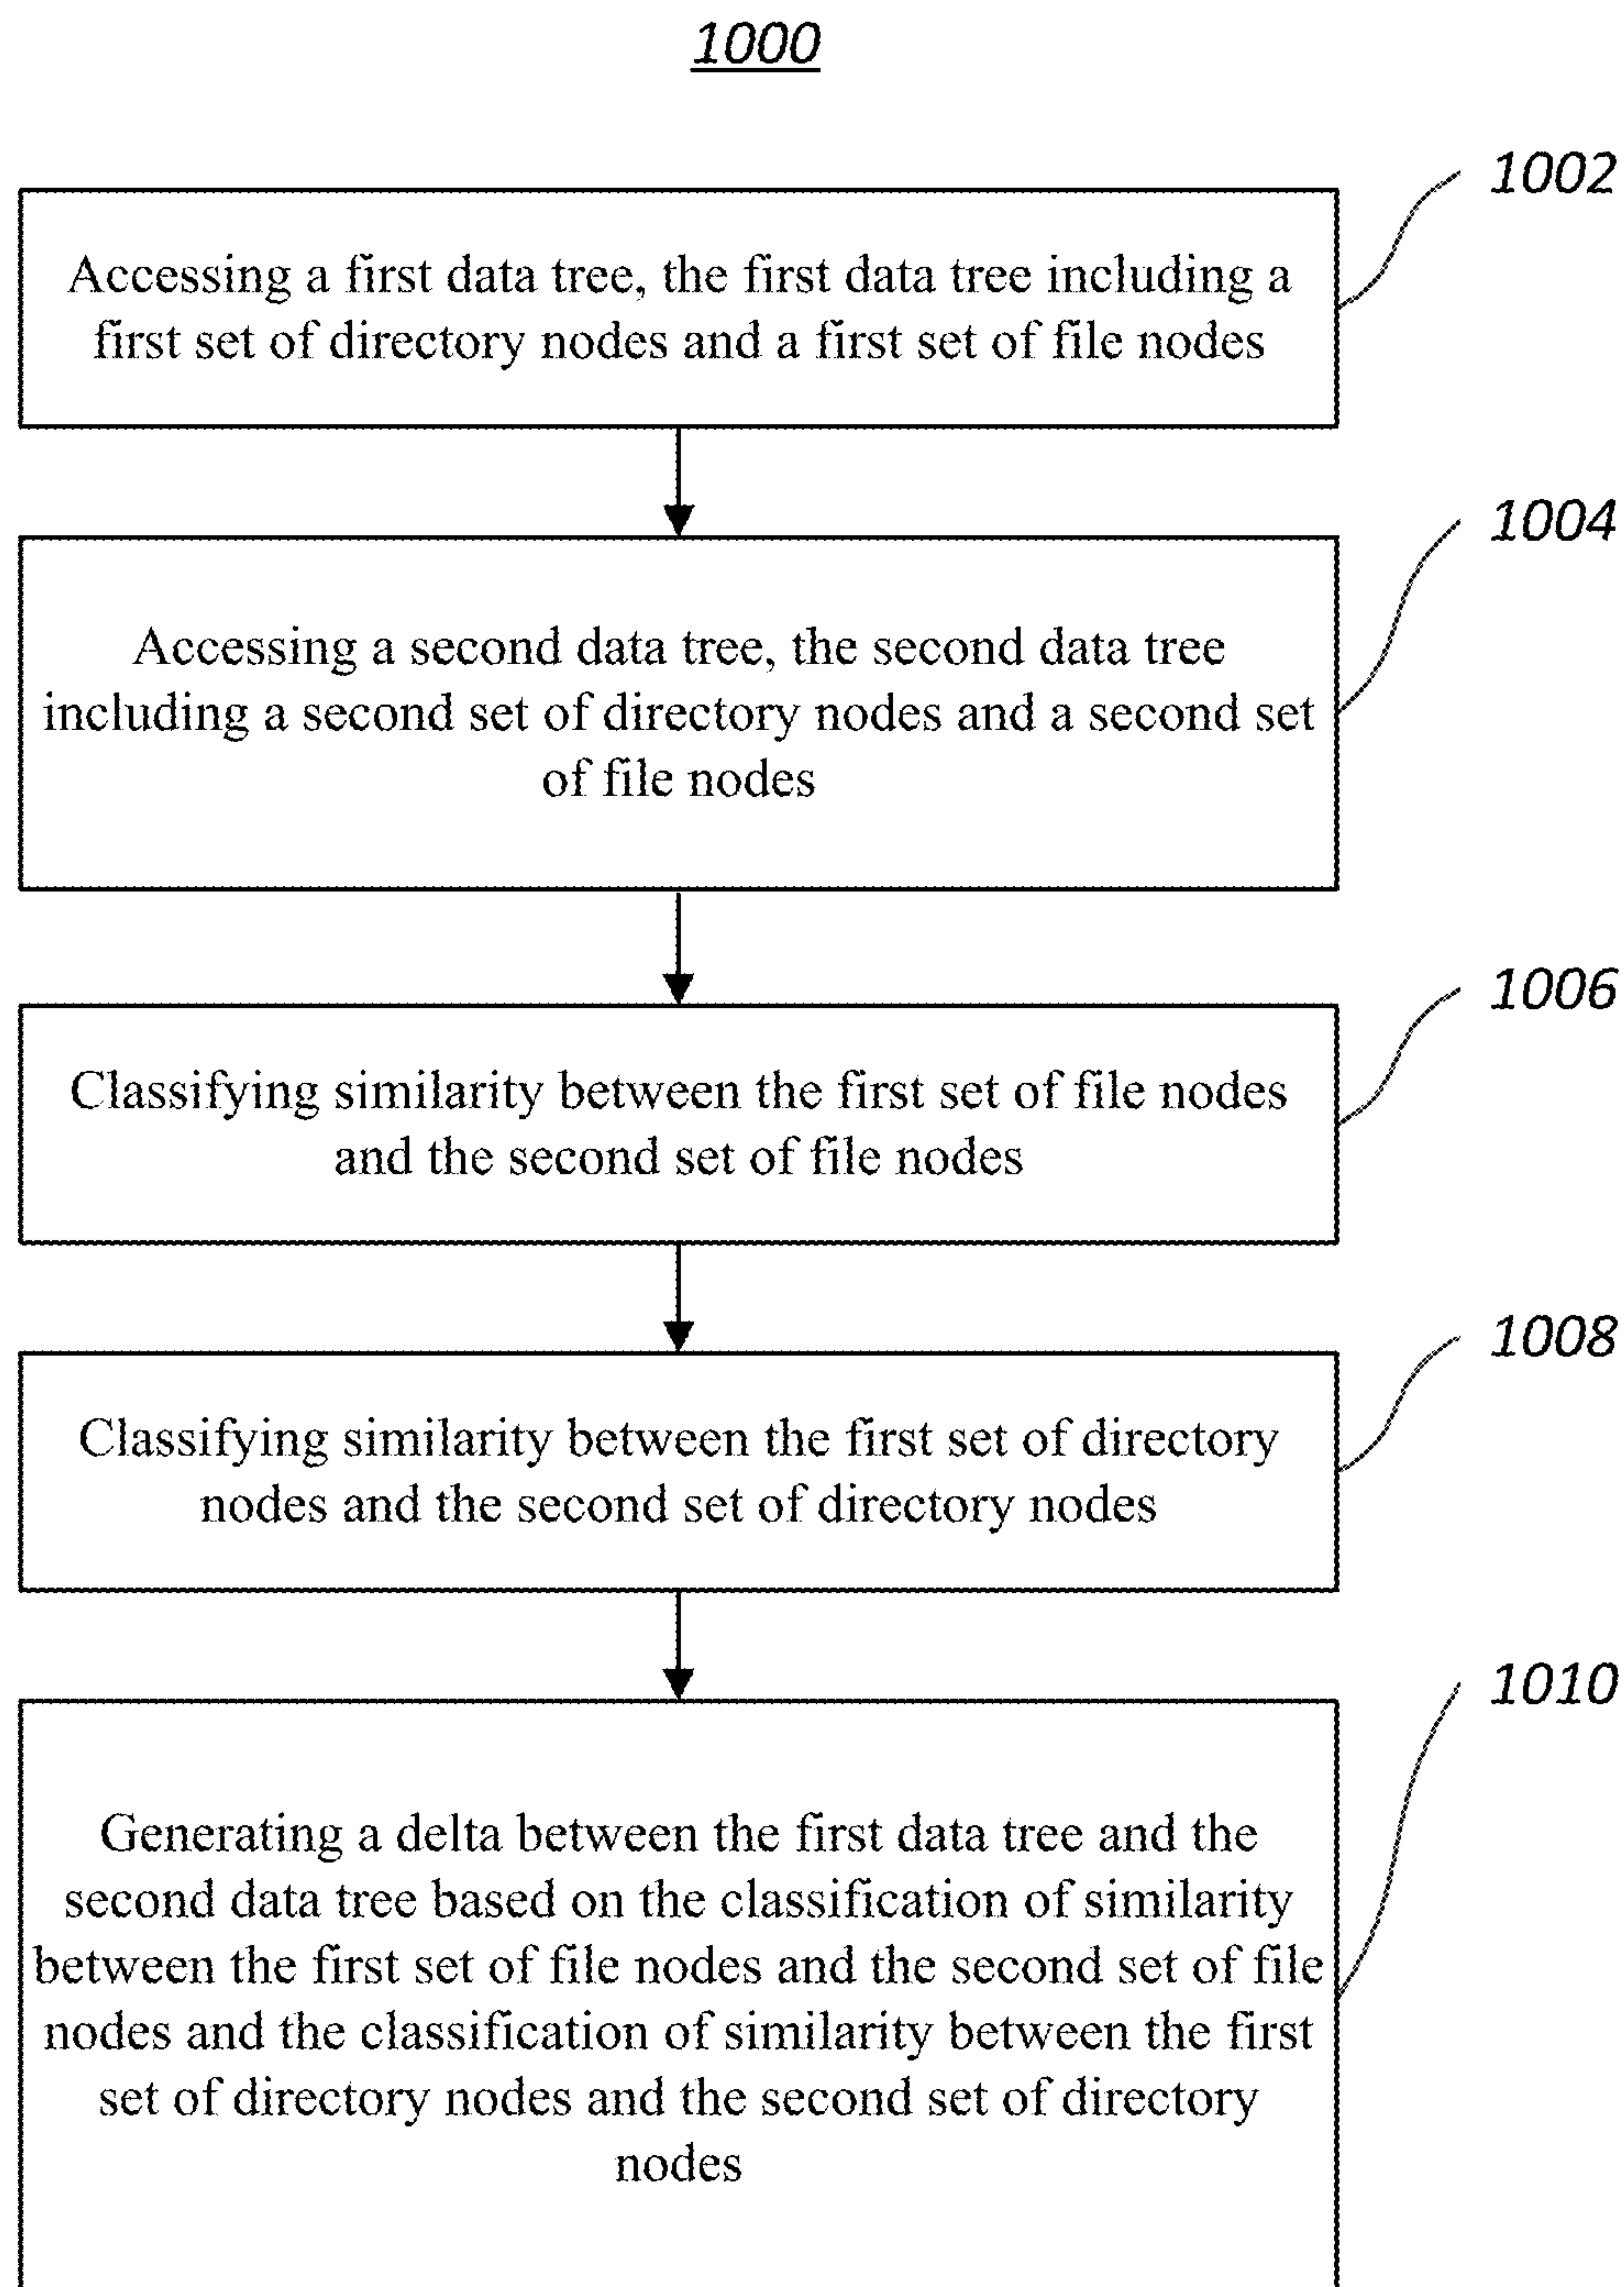 1000
1002
Accessing a first data tree, the first data tree including a
first set of directory nodes and a first set of file nodes
1004
Accessing a second data tree, the second data tree
including a second set of directory nodes and a second set
of file nodes
1006
Classifying similarity between the first set of file nodes
and the second set of file nodes
1008
Classifying similarity between the first set of directory
nodes and the second set of directory nodes
1010
Generating a delta between the first data tree and the
second data tree based on the classification of similarity
between the first set of file nodes and the second set of file
nodes and the classification of similarity between the first
set of directory nodes and the second set of directory
nodes